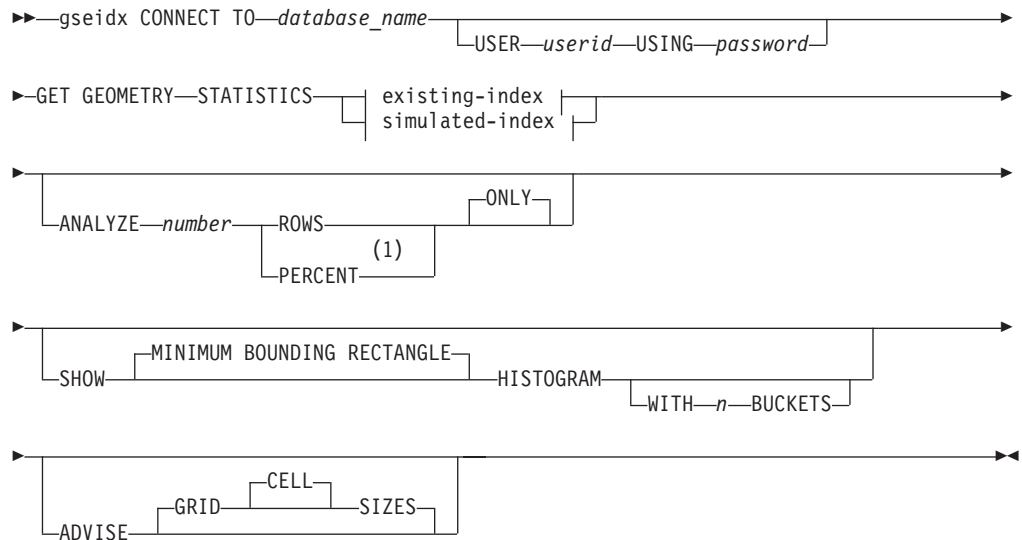 gseidx CONNECT TO database_name
USER userid USING password
GET GEOMETRY STATISTICS existing-index
simulated-index
ONLY
ANALYZE number ROWS
(1)
PERCENT
MINIMUM BOUNDING RECTANGLE
SHOW HISTOGRAM
WITH n BUCKETS
CELL
GRID SIZES
ADVISE